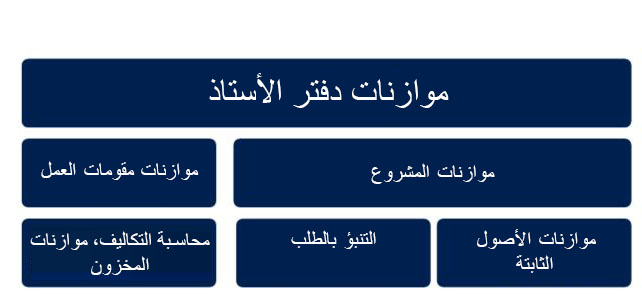 موازنات دفتر الأستاذ
موازنات المشروع
موازنات مقومات العمل
موازنات الأصول
الثابتة
التنبؤ بالطلب
محاسبة التكاليف، موازنات
المخزون